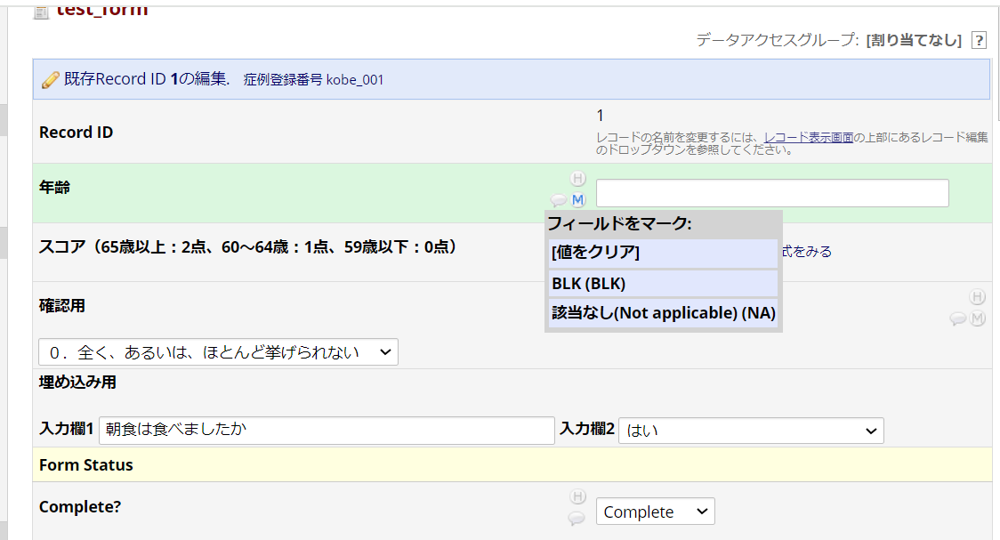 test_form
データアクセスグループ: [割り当てなし] ?
既存Record ID 1の編集. 症例登録番号 kobe_001
Record ID
1
レコードの名前を変更するには、レコード表示画面の上部にあるレコード編集
のドロップダウンを参照してください。
年齢
H
M
フィールドをマーク:
[値をクリア]
BLK (BLK)
該当なし(Not applicable) (NA)
スコア（65歳以上：2点、60～64歳：1点、59歳以下：0点）
式をみる
確認用
H
M
０．全く、あるいは、ほとんど挙げられない
埋め込み用
入力欄1 朝食は食べましたか 入力欄2 はい
Form Status
Complete?
H
Complete